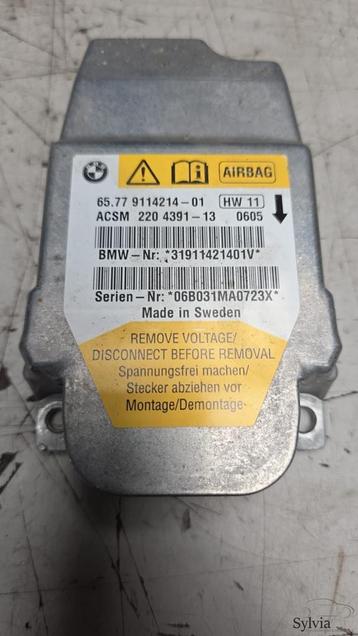 BMW
AIRBAG
65.77 9114214-01 HW 11
ACSM 220 4391-13 0605
BMW-Nr: *31911421401V*
Serien-Nr: *06B031MA0723X*
Made in Sweden
REMOVE VOLTAGE/
DISCONNECT BEFORE REMOVAL
Spannungsfrei machen/
Stecker abziehen vor
Montage/Demontage
Sylvia